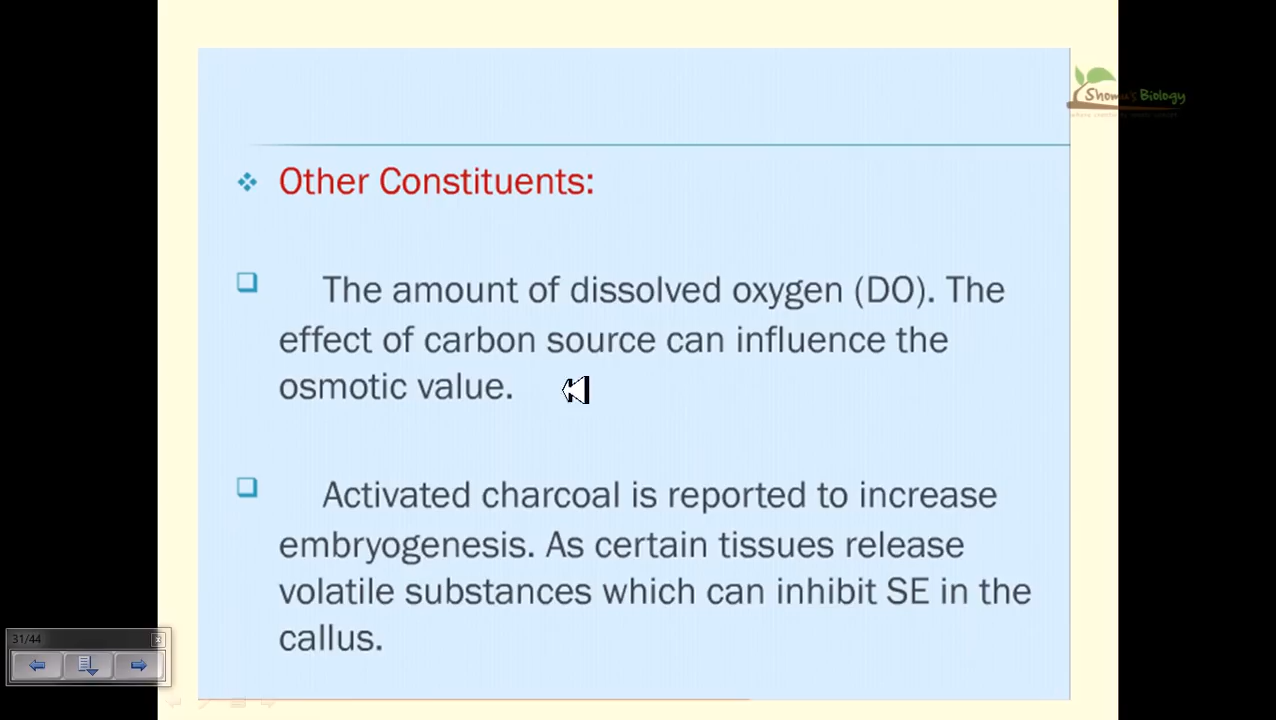 Shomu's Biology
Other Constituents:
The amount of dissolved oxygen (DO). The
effect of carbon source can influence the
osmotic value.
Activated charcoal is reported to increase
embryogenesis. As certain tissues release
volatile substances which can inhibit SE in the
callus.
31/44